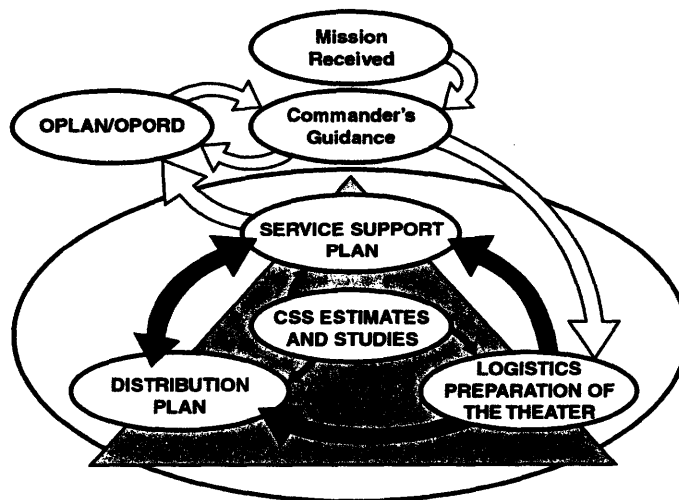 Mission
Received
OPLAN/OPORD
Commander's
Guidance
SERVICE SUPPORT
PLAN
CSS ESTIMATES
AND STUDIES
DISTRIBUTION
PLAN
LOGISTICS
PREPARATION OF
THE THEATER